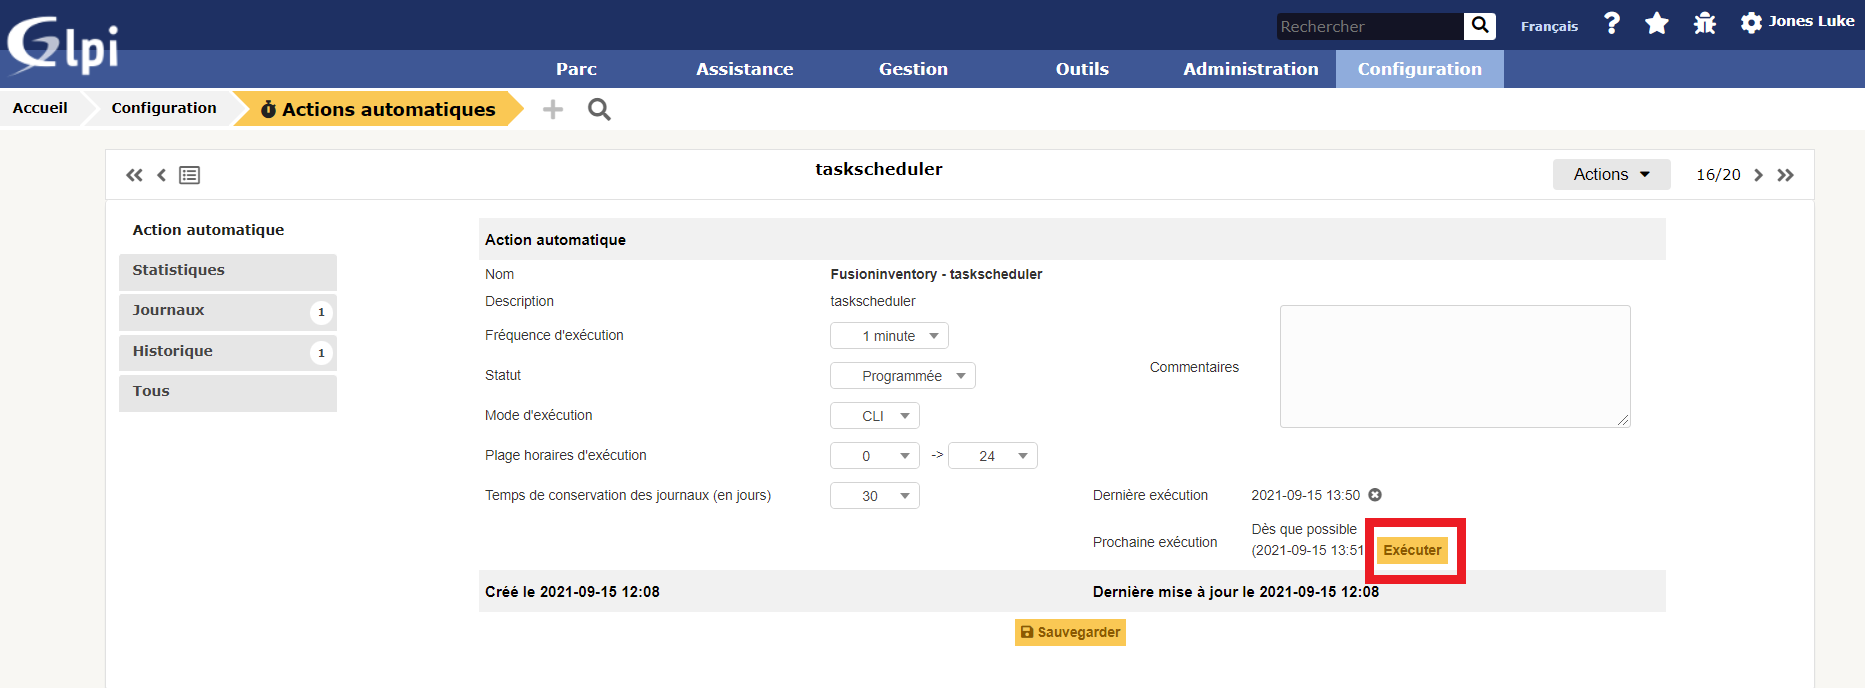 Glpi
Rechercher
Français
Jones Luke
Parc
Assistance
Gestion
Outils
Administration
Configuration
Accueil
Configuration
Actions automatiques
taskscheduler
Actions
16/20
Action automatique
Statistiques
Journaux 1
Historique 1
Tous
Action automatique
Nom
Fusioninventory - taskscheduler
Description
taskscheduler
Fréquence d'exécution
1 minute
Statut
Programmée
Commentaires
Mode d'exécution
CLI
Plage horaires d'exécution
0 -> 24
Temps de conservation des journaux (en jours)
30
Dernière exécution
2021-09-15 13:50
Prochaine exécution
Dès que possible
(2021-09-15 13:51
Exécuter
Créé le 2021-09-15 12:08
Dernière mise à jour le 2021-09-15 12:08
Sauvegarder